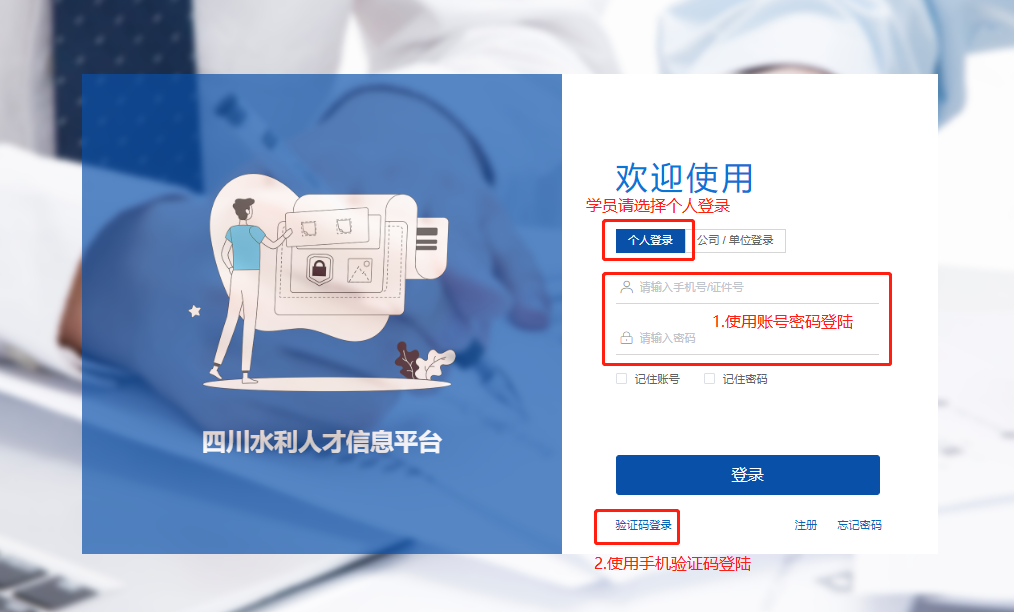 欢迎使用
学员请选择个人登录
个人登录 公司 / 单位登录
请输入手机号/证件号
1.使用账号密码登陆
请输入密码
记住账号 记住密码
四川水利人才信息平台
登录
验证码登录 注册 忘记密码
2.使用手机验证码登陆